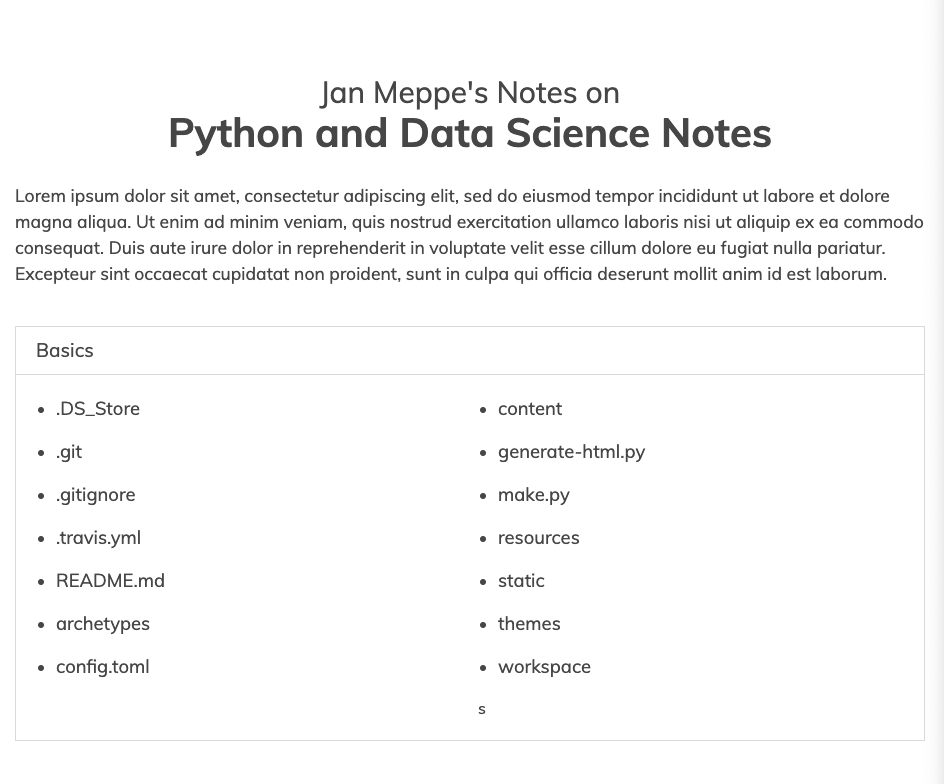 Jan Meppe's Notes on
Python and Data Science Notes
Lorem ipsum dolor sit amet, consectetur adipiscing elit, sed do eiusmod tempor incididunt ut labore et dolore
magna aliqua. Ut enim ad minim veniam, quis nostrud exercitation ullamco laboris nisi ut aliquip ex ea commodo
consequat. Duis aute irure dolor in reprehenderit in voluptate velit esse cillum dolore eu fugiat nulla pariatur.
Excepteur sint occaecat cupidatat non proident, sunt in culpa qui officia deserunt mollit anim id est laborum.
Basics
• .DS_Store
• .git
• .gitignore
• .travis.yml
• README.md
• archetypes
• config.toml
• content
• generate-html.py
• make.py
• resources
• static
• themes
• workspace
s